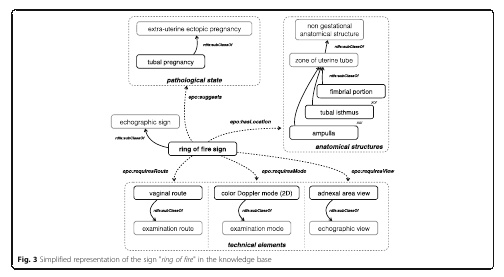 extra-uterine ectopic pregnancy
rdfs:subClassOf
tubal pregnancy
pathological state
non gestational
anatomical structure
rdfs:subClassOf
zone of uterine tube
rdfs:subClassOf
fimbrial portion
tubal isthmus
ampulla
anatomical structures
epo:suggests
echographic sign
rdfs:subClassOf
epo:hasLocation
ring of fire sign
epo:requiresRoute
epo:requiresMode
epo:requiresView
vaginal route
color Doppler mode (2D)
adnexal area view
rdfs:subClassOf
rdfs:subClassOf
rdfs:subClassOf
examination route
examination mode
echographic view
technical elements
Fig. 3 Simplified representation of the sign "ring of fire" in the knowledge base